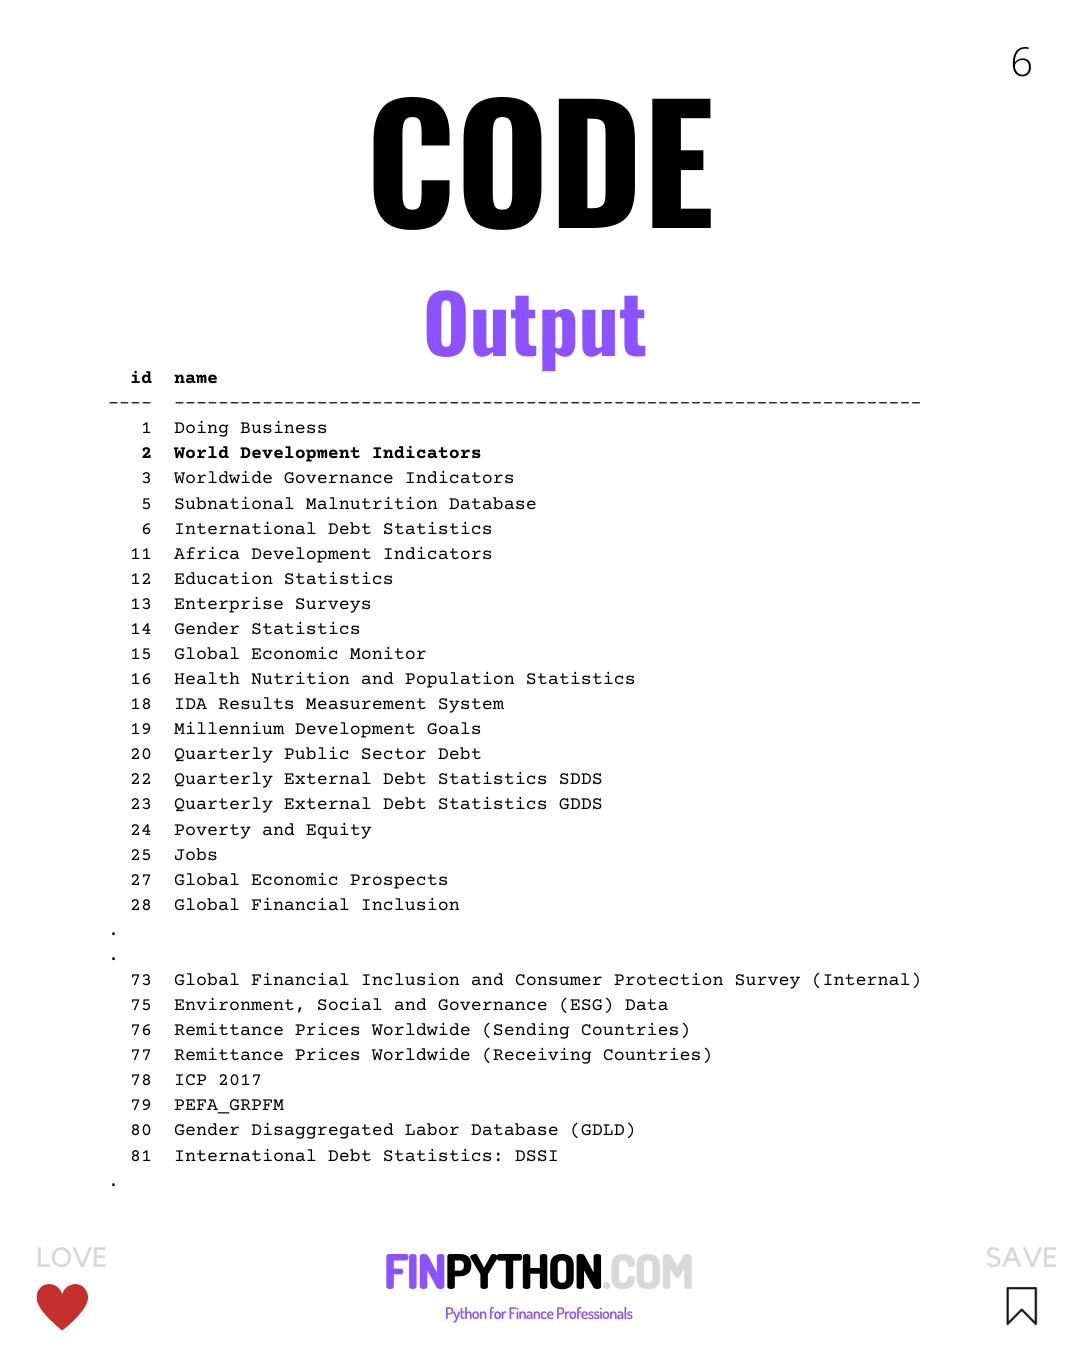 6
CODE
Output
id  name
----  --------------------------------------------------------------------
1  Doing Business
2  World Development Indicators
3  Worldwide Governance Indicators
5  Subnational Malnutrition Database
6  International Debt Statistics
11  Africa Development Indicators
12  Education Statistics
13  Enterprise Surveys
14  Gender Statistics
15  Global Economic Monitor
16  Health Nutrition and Population Statistics
18  IDA Results Measurement System
19  Millennium Development Goals
20  Quarterly Public Sector Debt
22  Quarterly External Debt Statistics SDDS
23  Quarterly External Debt Statistics GDDS
24  Poverty and Equity
25  Jobs
27  Global Economic Prospects
28  Global Financial Inclusion
.
.
73  Global Financial Inclusion and Consumer Protection Survey (Internal)
75  Environment, Social and Governance (ESG) Data
76  Remittance Prices Worldwide (Sending Countries)
77  Remittance Prices Worldwide (Receiving Countries)
78  ICP 2017
79  PEFA_GRPFM
80  Gender Disaggregated Labor Database (GDLD)
81  International Debt Statistics: DSSI
.
LOVE
FINPYTHON.COM
Python for Finance Professionals
SAVE